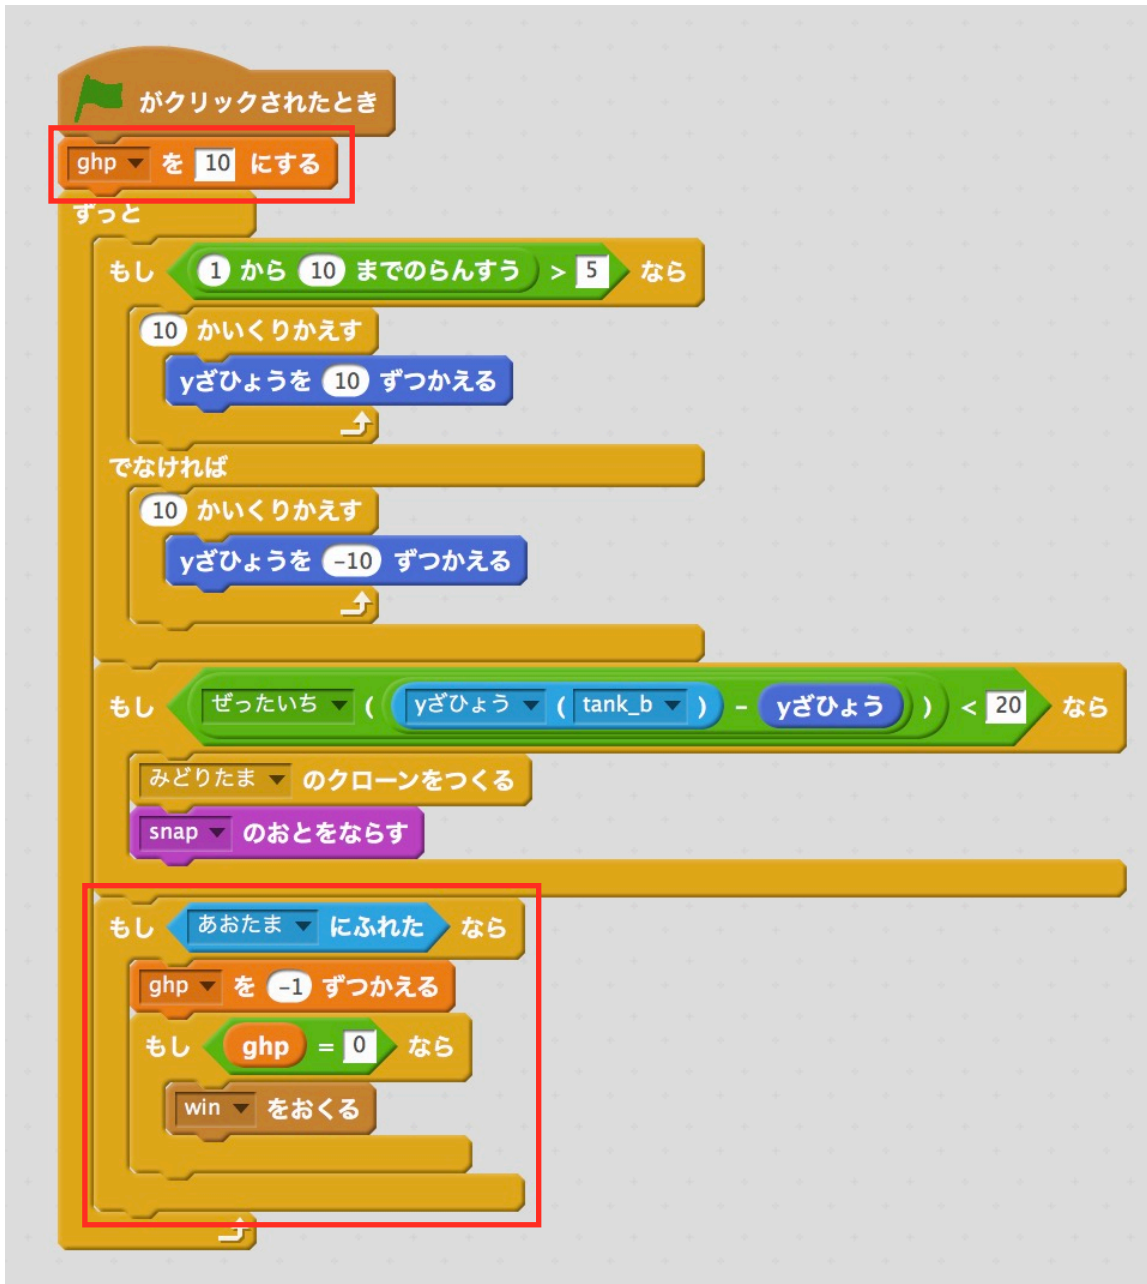 がクリックされたとき
ghp を 10 にする
ずっと
もし 1 から 10 までのらんすう > 5 なら
10 かいくりかえす
yざひょうを 10 ずつかえる
でなければ
10 かいくりかえす
yざひょうを -10 ずつかえる
もし ぜったいち ( yざひょう ( tank_b ) - yざひょう ) < 20 なら
みどりたま のクローンをつくる
snap のおとをならす
もし あおたま にふれた なら
ghp を -1 ずつかえる
もし ghp = 0 なら
win をおくる